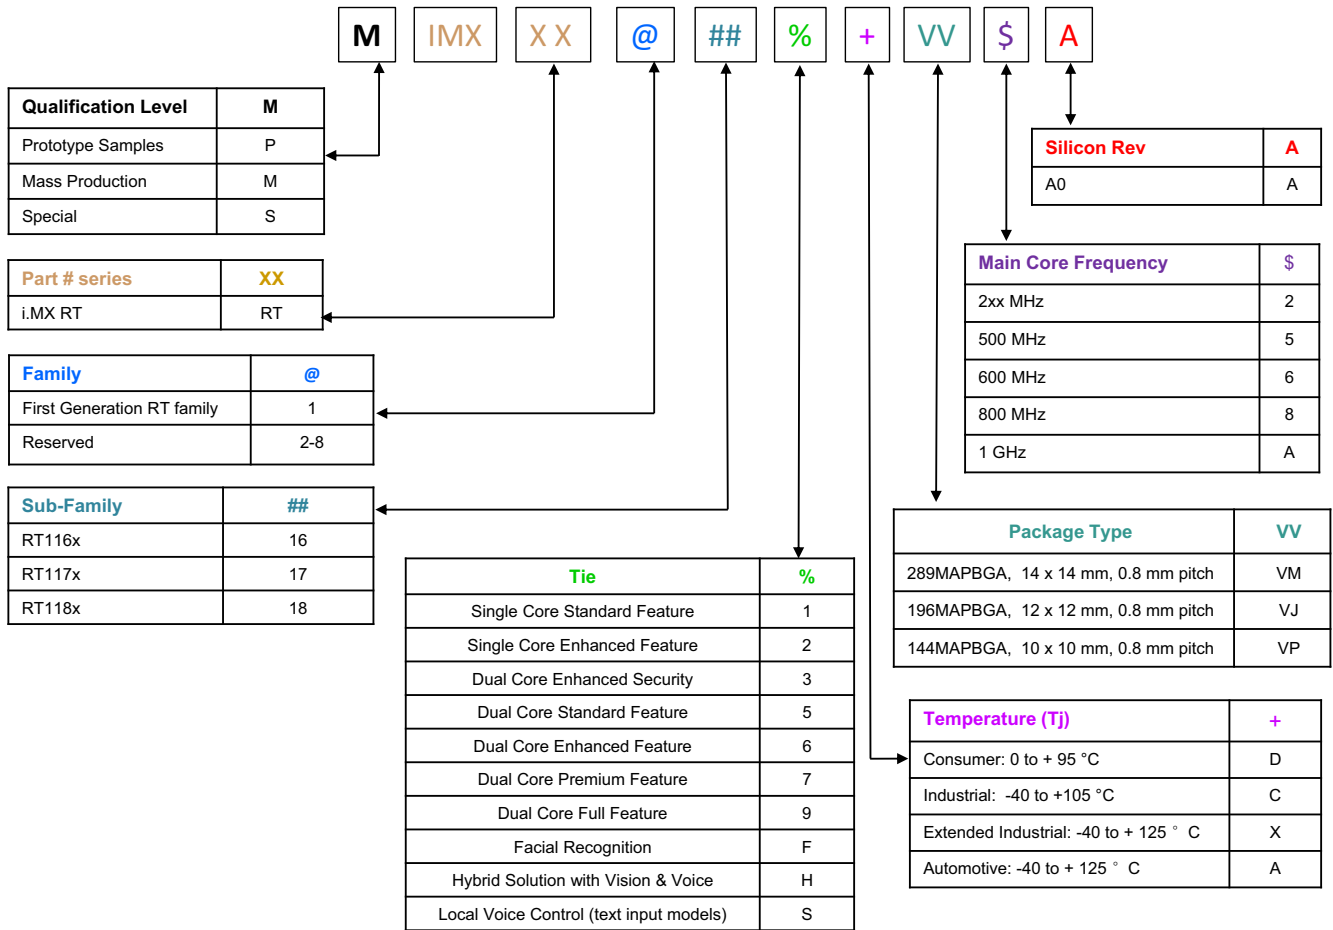 M IMX X X @ ## % + VV $ A
Qualification Level M
Prototype Samples P
Mass Production M
Special S
Part # series XX
i.MX RT RT
Family @
First Generation RT family 1
Reserved 2-8
Sub-Family ##
RT116x 16
RT117x 17
RT118x 18
Tie %
Single Core Standard Feature 1
Single Core Enhanced Feature 2
Dual Core Enhanced Security 3
Dual Core Standard Feature 5
Dual Core Enhanced Feature 6
Dual Core Premium Feature 7
Dual Core Full Feature 9
Facial Recognition F
Hybrid Solution with Vision & Voice H
Local Voice Control (text input models) S
Silicon Rev A
A0 A
Main Core Frequency $
2xx MHz 2
500 MHz 5
600 MHz 6
800 MHz 8
1 GHz A
Package Type VV
289MAPBGA, 14 x 14 mm, 0.8 mm pitch VM
196MAPBGA, 12 x 12 mm, 0.8 mm pitch VJ
144MAPBGA, 10 x 10 mm, 0.8 mm pitch VP
Temperature (Tj) +
Consumer: 0 to + 95 °C D
Industrial: -40 to +105 °C C
Extended Industrial: -40 to + 125 ° C X
Automotive: -40 to + 125 ° C A